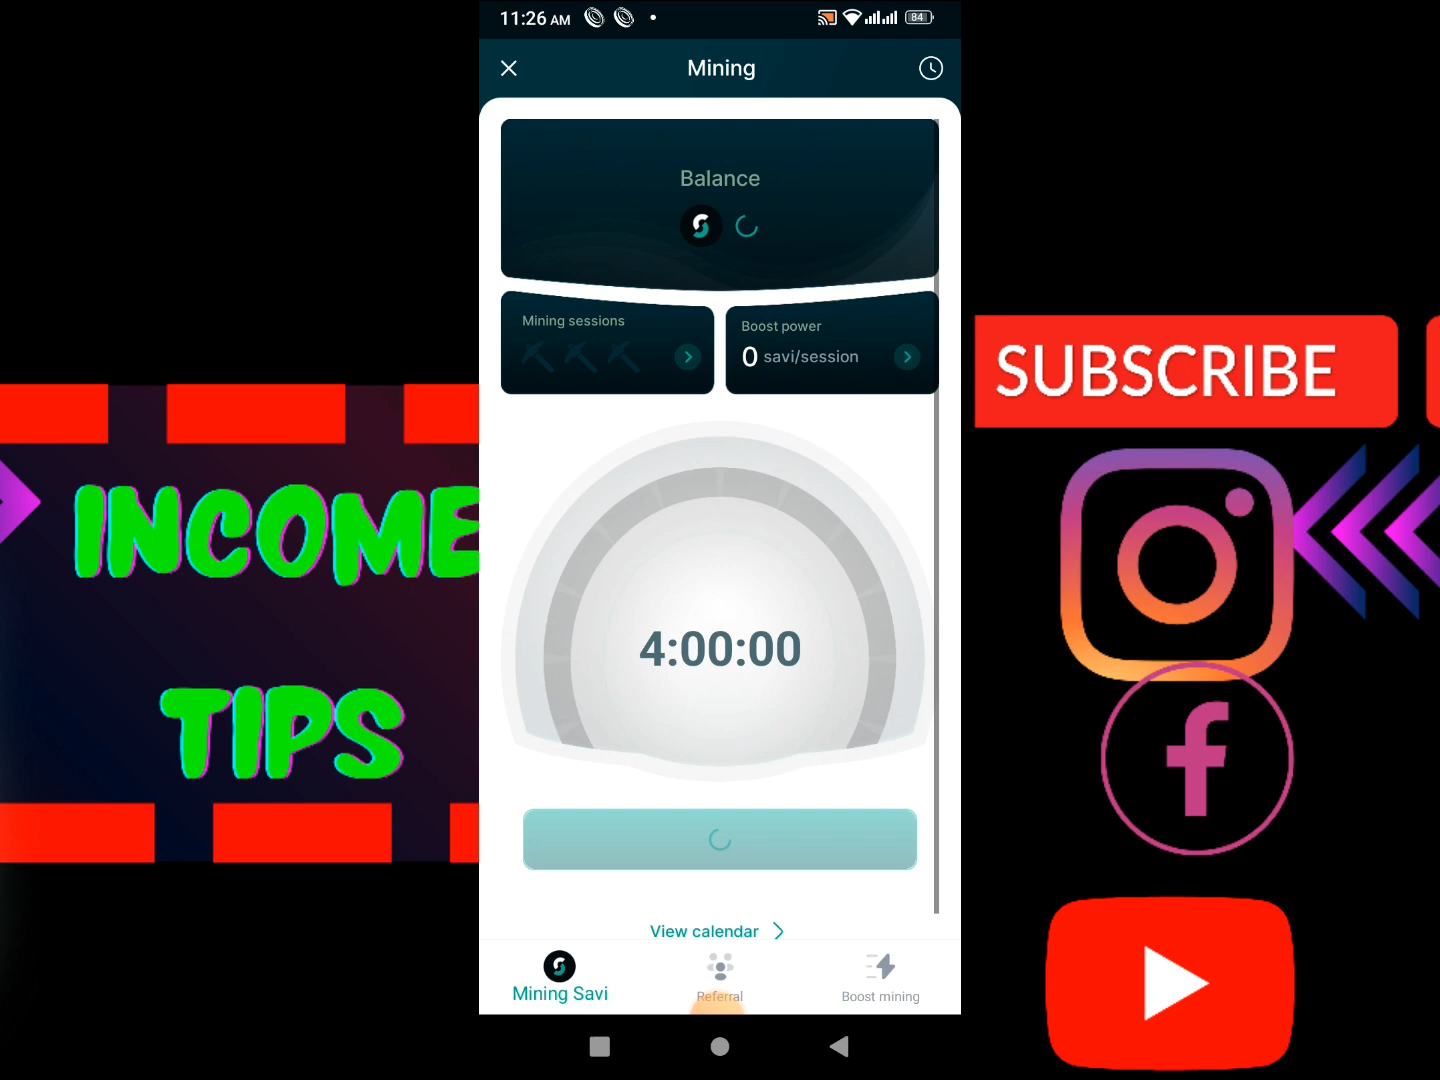 11:26 AM
84
Mining
Balance
Mining sessions
Boost power
0 savi/session
4:00:00
View calendar
Mining Savi
Referral
Boost mining
INCOME
TIPS
SUBSCRIBE